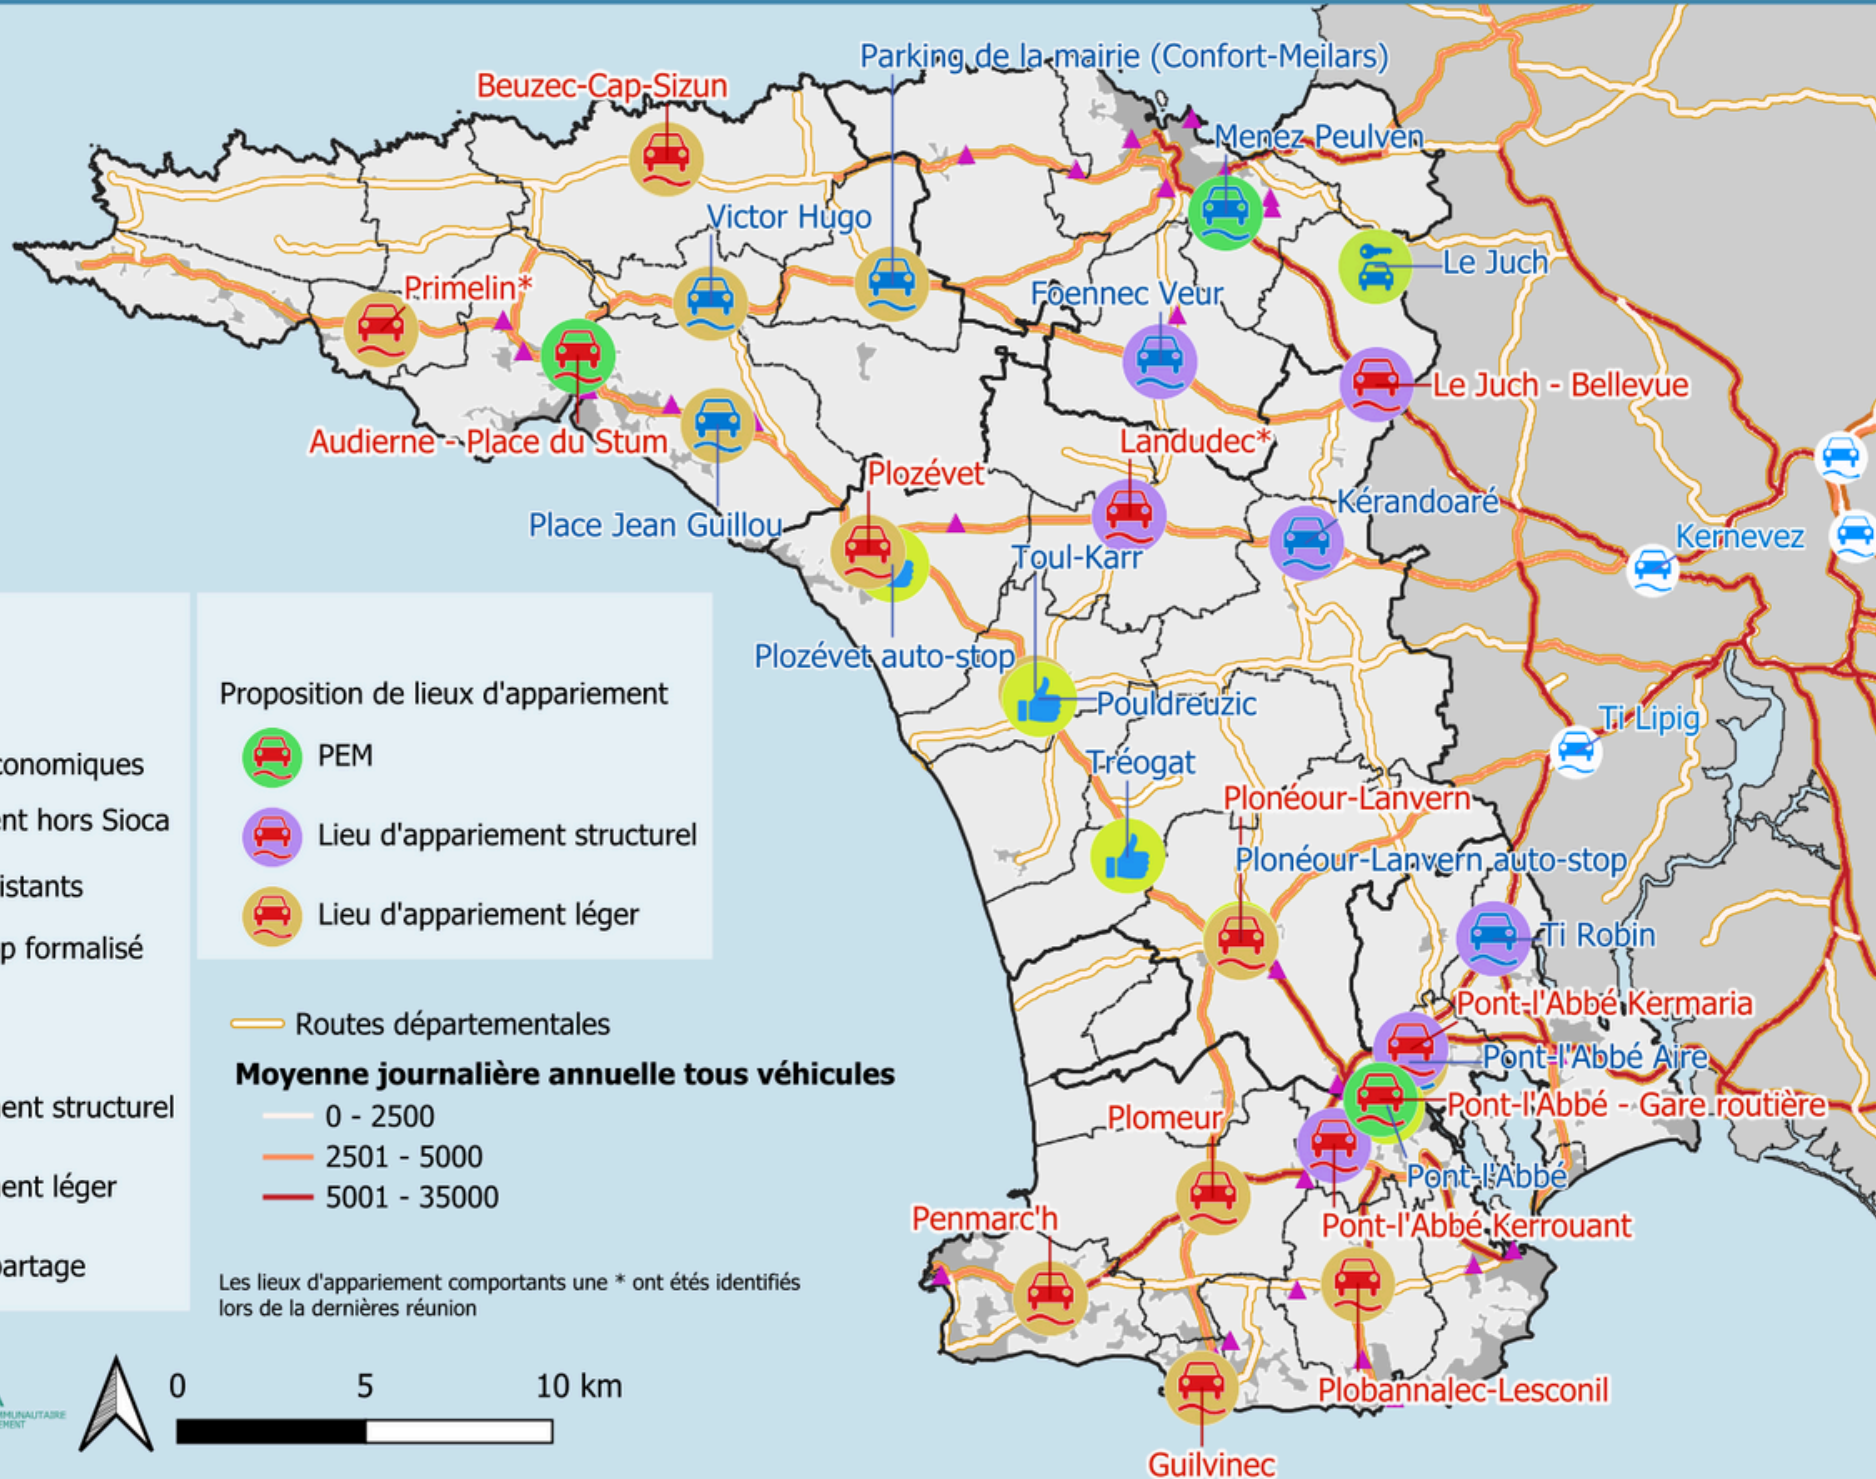 Parking de la mairie (Confort-Meilars)
Beuzec-Cap-Sizun
Menez Peulven
Victor Hugo
Le Juch
Primelin*
Foennec Veur
Le Juch - Bellevue
Audierne - Place du Stum
Landudec*
Plozévet
Kérandoaré
Place Jean Guillou
Kernevez
Toul-Karr
Plozévet auto-stop
Pouldreuzic
Ti Lipig
Tréogat
Plonéour-Lanvern
Plonéour-Lanvern auto-stop
Ti Robin
Pont-l'Abbé Kermaria
Pont-l'Abbé Aire
Pont-l'Abbé - Gare routière
Plomeur
Pont-l'Abbé
Penmarc'h
Pont-l'Abbé Kerrouant
Plobannalec-Lesconil
Guilvinec
conomiques
nt hors Sioca
istants
p formalisé
ent structurel
ent léger
artage
Proposition de lieux d'appariement
PEM
Lieu d'appariement structurel
Lieu d'appariement léger
Routes départementales
Moyenne journalière annuelle tous véhicules
0 - 2500
2501 - 5000
5001 - 35000
Les lieux d'appariement comportants une * ont étés identifiés
lors de la dernières réunion
0 5 10 km
MMUNAUTAIRE
EMENT